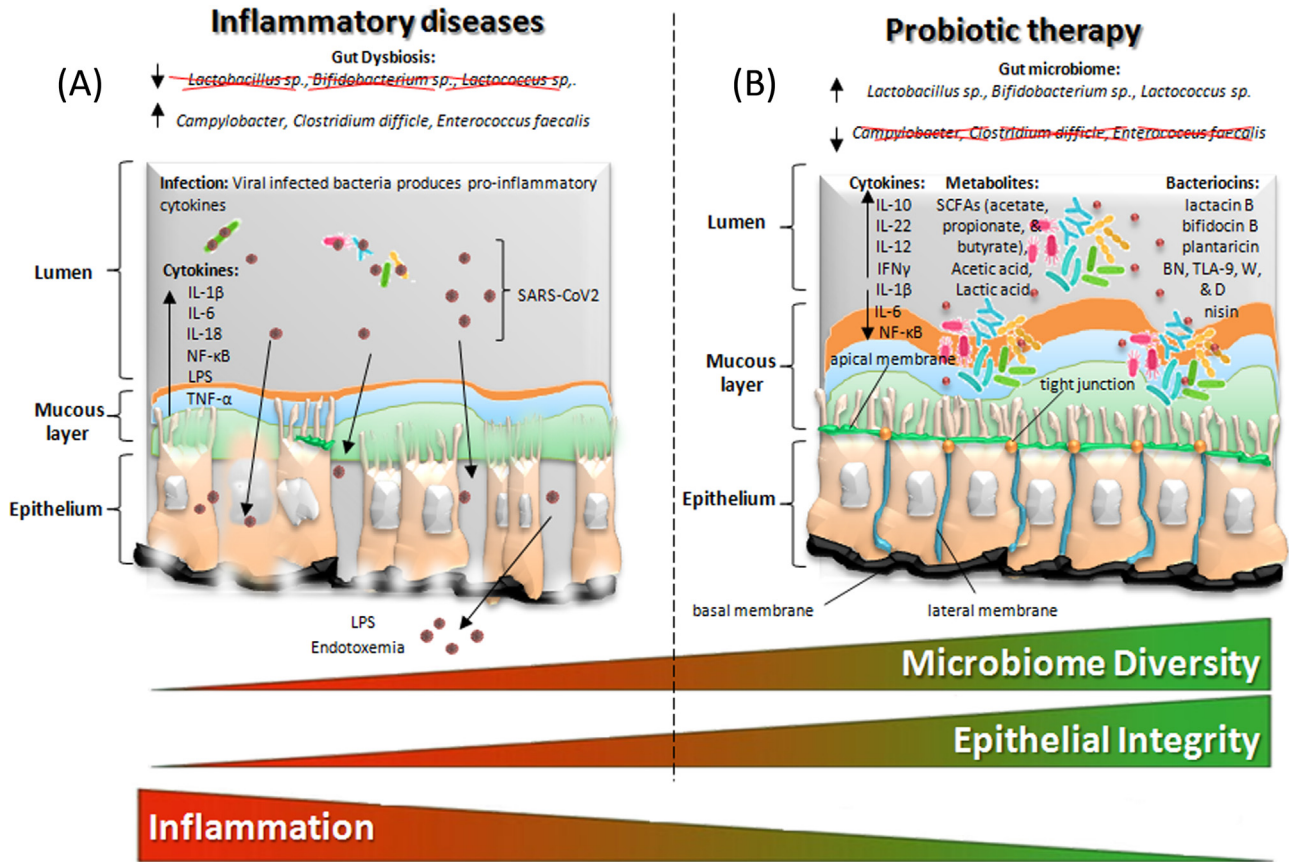 Inflammatory diseases
(A)
Gut Dysbiosis:
Lactobacillus sp., Bifidobacterium sp., Lactococcus sp,.
Campylobacter, Clostridium difficle, Enterococcus faecalis
Lumen
Infection: Viral infected bacteria produces pro-inflammatory
cytokines
Cytokines:
IL-1β
IL-6
IL-18
NF-κB
LPS
TNF-α
SARS-CoV2
Mucous
layer
Epithelium
LPS
Endotoxemia
Probiotic therapy
(B)
Gut microbiome:
Lactobacillus sp., Bifidobacterium sp., Lactococcus sp.
Campylobacter, Clostridium difficle, Enterococcus faecalis
Lumen
Cytokines:
IL-10
IL-22
IL-12
IFNγ
IL-1β
IL-6
NF-κB
Metabolites:
SCFAs (acetate,
propionate, &
butyrate),
Acetic acid,
Lactic acid
Bacteriocins:
lactacin B
bifidocin B
plantaricin
BN, TLA-9, W,
& D
nisin
Mucous
layer
apical membrane
tight junction
Epithelium
basal membrane
lateral membrane
Microbiome Diversity
Epithelial Integrity
Inflammation